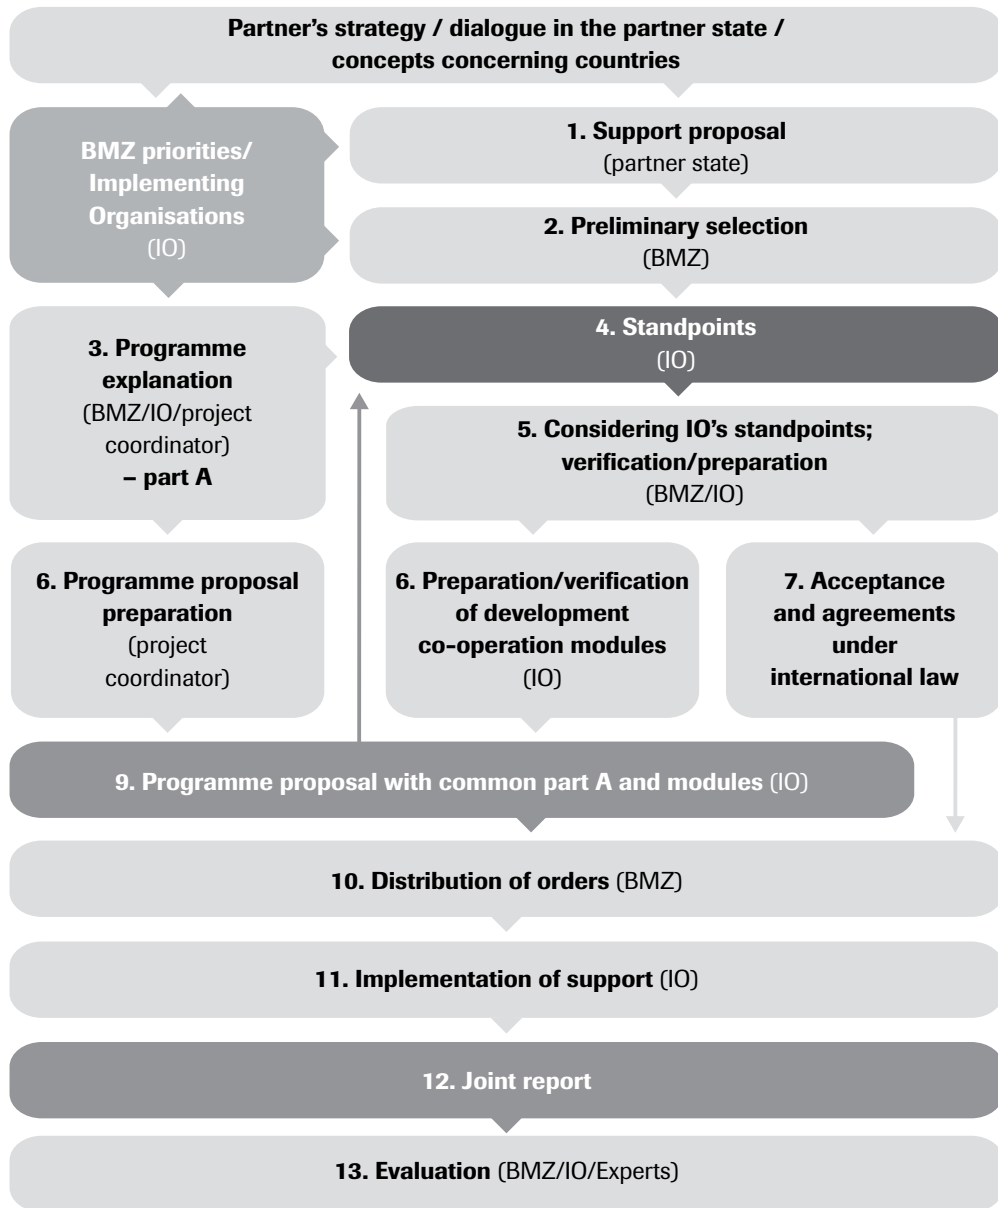 Partner's strategy / dialogue in the partner state /
concepts concerning countries
BMZ priorities/
Implementing
Organisations
(IO)
1. Support proposal
(partner state)
2. Preliminary selection
(BMZ)
3. Programme
explanation
(BMZ/IO/project
coordinator)
– part A
4. Standpoints
(IO)
5. Considering IO's standpoints;
verification/preparation
(BMZ/IO)
6. Programme proposal
preparation
(project
coordinator)
6. Preparation/verification
of development
co-operation modules
(IO)
7. Acceptance
and agreements
under
international law
9. Programme proposal with common part A and modules (IO)
10. Distribution of orders (BMZ)
11. Implementation of support (IO)
12. Joint report
13. Evaluation (BMZ/IO/Experts)